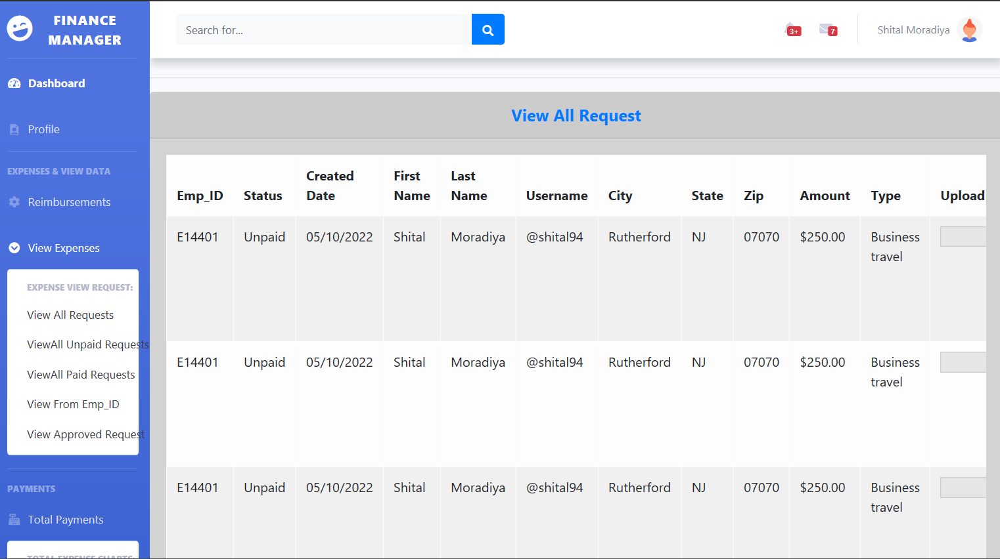 FINANCE
MANAGER
Search for...
3+
7
Shital Moradiya
Dashboard
Profile
EXPENSES & VIEW DATA
Reimbursements
View Expenses
EXPENSE VIEW REQUEST:
View All Requests
ViewAll Unpaid Requests
ViewAll Paid Requests
View From Emp_ID
View Approved Request
PAYMENTS
Total Payments
TOTAL EXPENSE CHARTS:
View All Request
Emp_ID Status Created Date First Name Last Name Username City State Zip Amount Type Upload
E14401 Unpaid 05/10/2022 Shital Moradiya @shital94 Rutherford NJ 07070 $250.00 Business travel
E14401 Unpaid 05/10/2022 Shital Moradiya @shital94 Rutherford NJ 07070 $250.00 Business travel
E14401 Unpaid 05/10/2022 Shital Moradiya @shital94 Rutherford NJ 07070 $250.00 Business travel